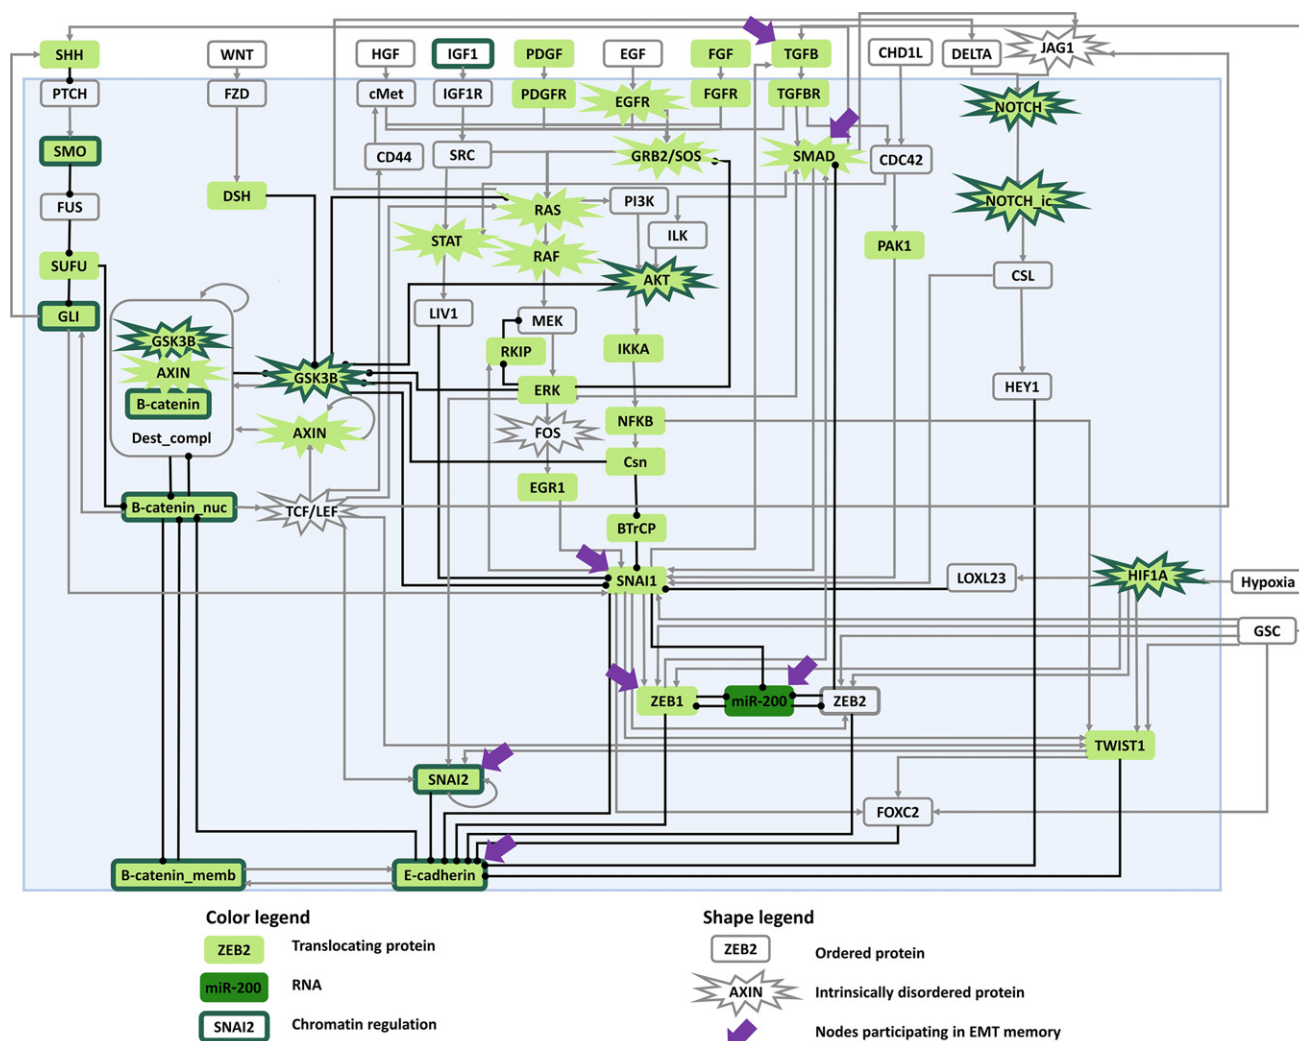 SHH
WNT
HGF
IGF1
PDGF
EGF
FGF
TGFB
CHD1L
DELTA
JAG1
PTCH
FZD
cMet
IGF1R
PDGFR
EGFR
FGFR
TGFBR
NOTCH
SMO
CD44
SRC
GRB2/SOS
SMAD
CDC42
FUS
DSH
RAS
PI3K
NOTCH_ic
STAT
ILK
PAK1
SUFU
RAF
AKT
CSL
GLI
LIV1
MEK
GSK3B
RKIP
IKKA
AXIN
GSK3B
ERK
HEY1
B-catenin
Dest_compl
AXIN
FOS
NFKB
Csn
EGR1
B-catenin_nuc
TCF/LEF
BTrCP
SNAI1
LOXL23
HIF1A
Hypoxia
GSC
ZEB1
miR-200
ZEB2
TWIST1
SNAI2
FOXC2
B-catenin_memb
E-cadherin
Color legend
ZEB2
Translocating protein
miR-200
RNA
SNAI2
Chromatin regulation
Shape legend
ZEB2
Ordered protein
AXIN
Intrinsically disordered protein
Nodes participating in EMT memory